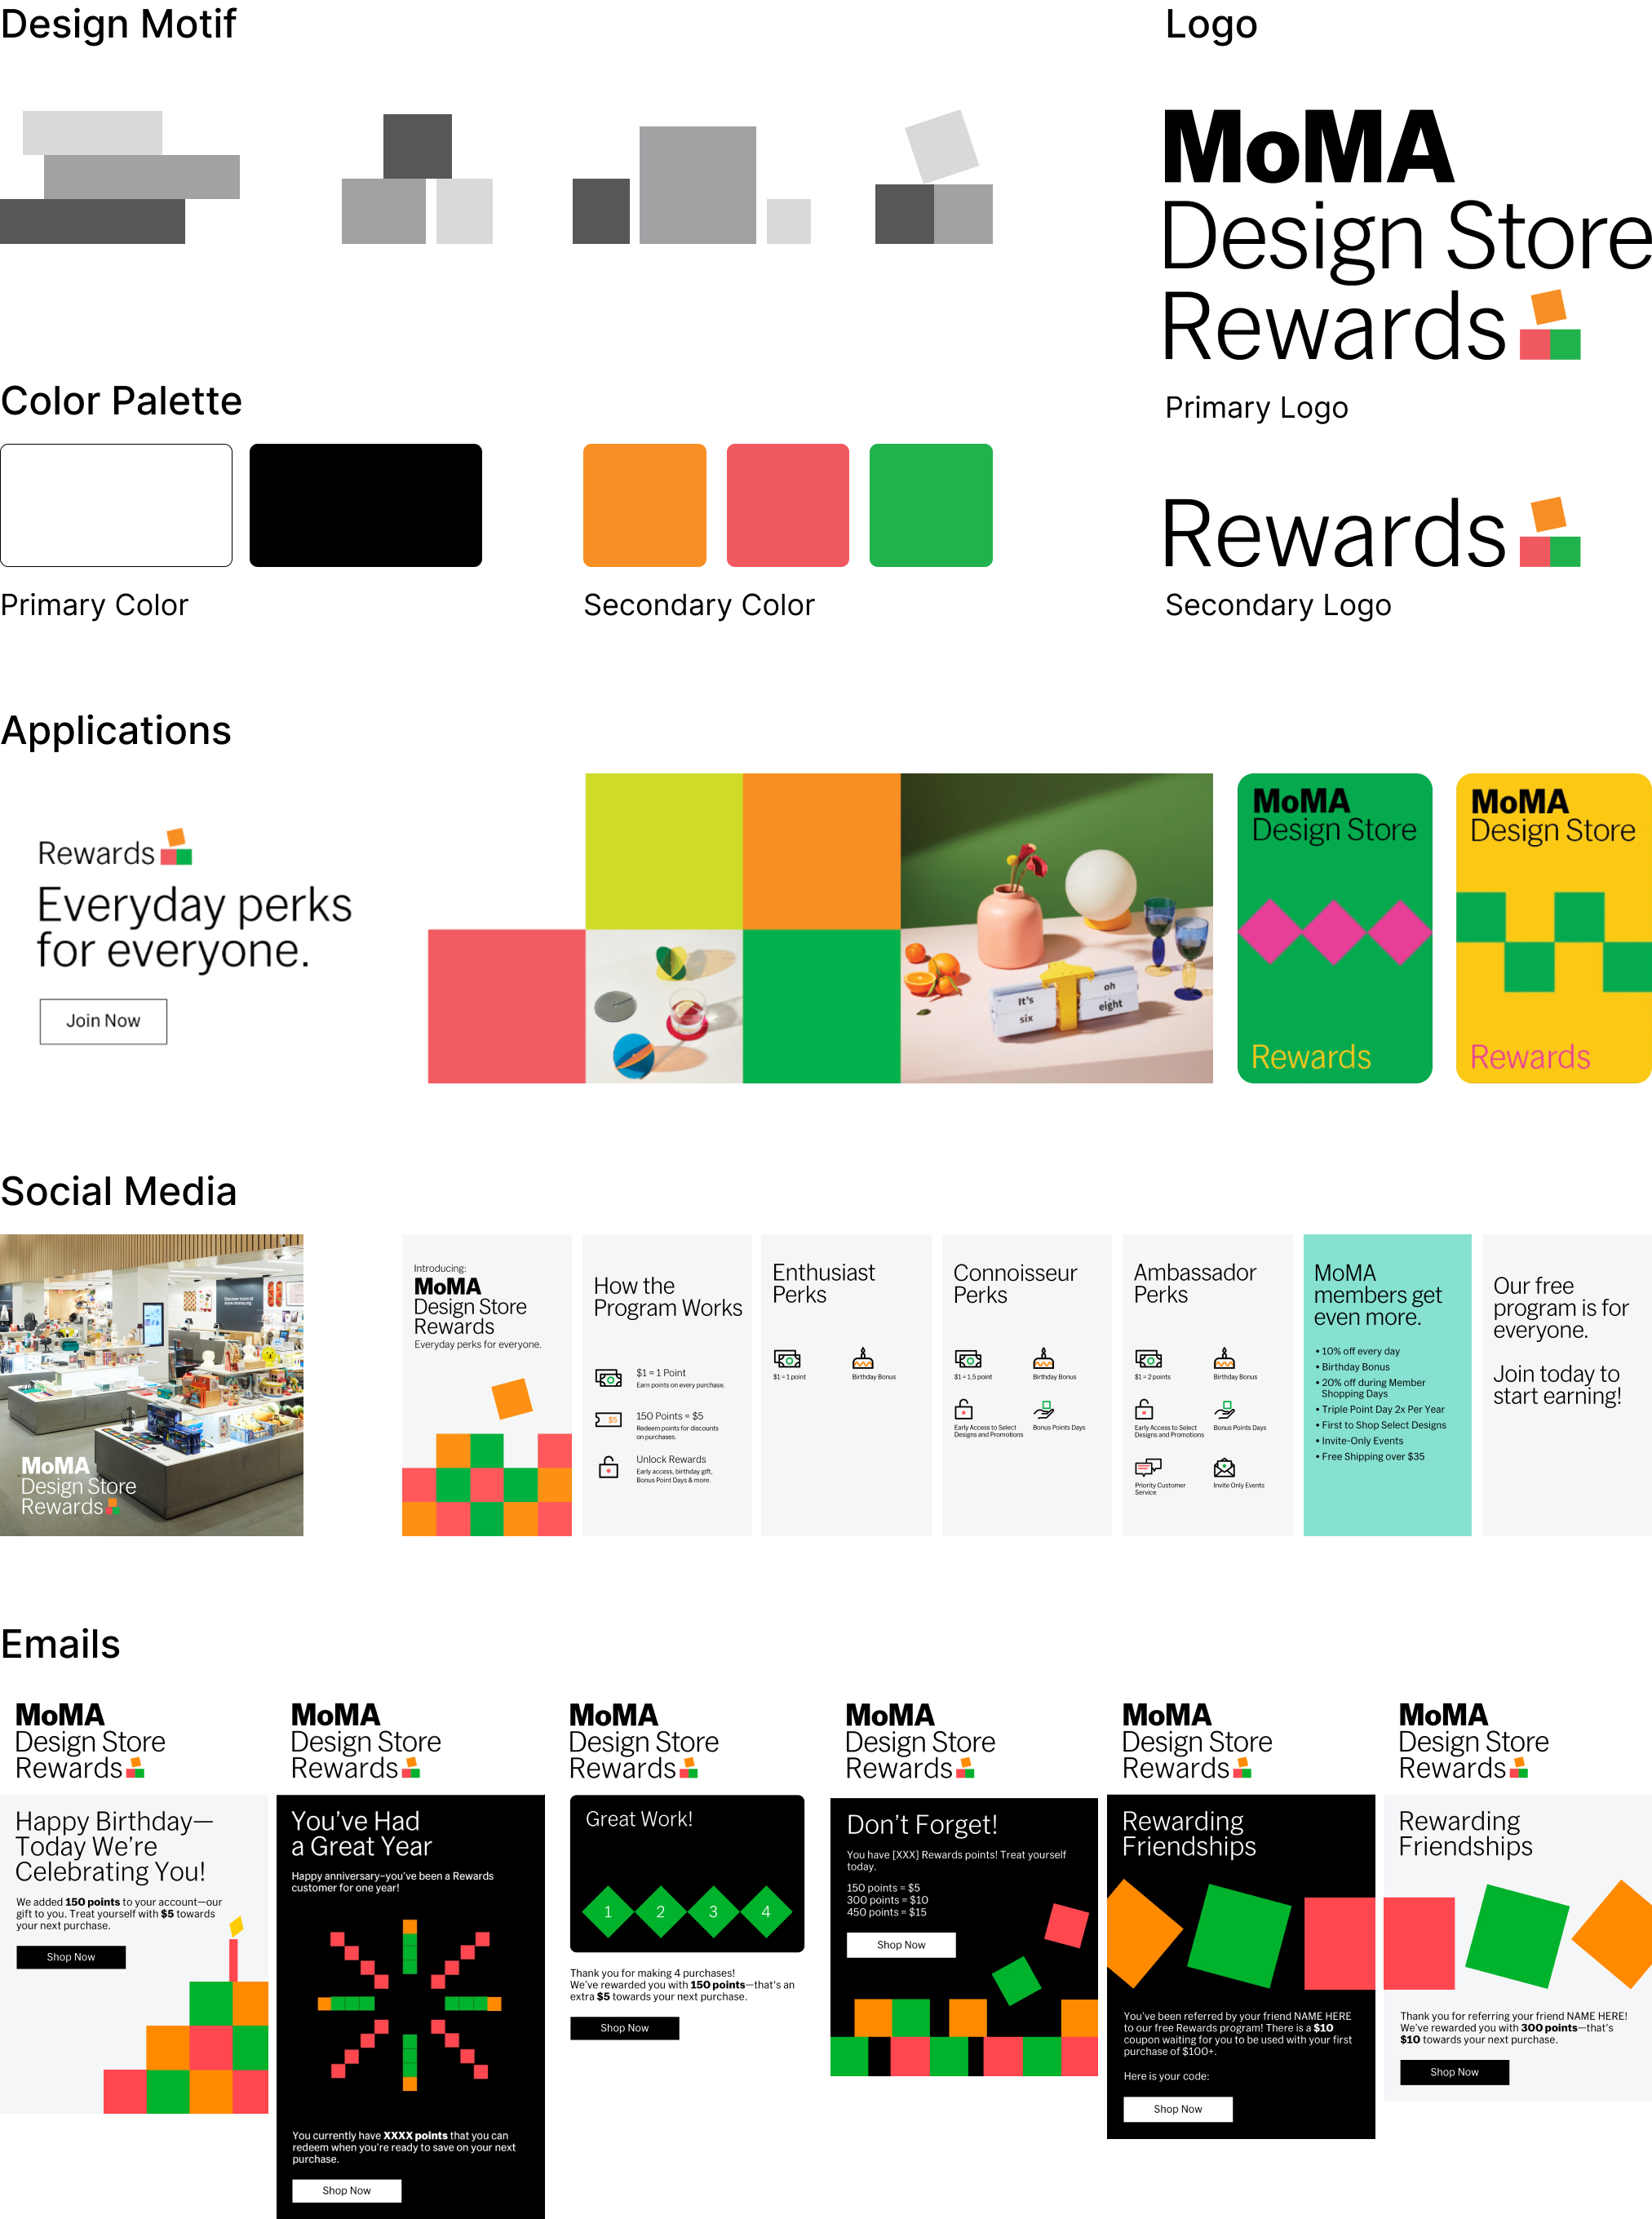 Design Motif
Logo
MoMA
Design Store
Rewards
Primary Logo
Color Palette
Primary Color
Secondary Color
Rewards
Secondary Logo
Applications
Rewards
Everyday perks
for everyone.
Join Now
It's
six
oh
eight
MoMA
Design Store
Rewards
MoMA
Design Store
Rewards
Social Media
MoMA
Design Store
Rewards
Introducing:
MoMA
Design Store
Rewards
Everyday perks for everyone.
How the
Program Works
$1 = 1 Point
Earn points on every purchase.
$5
150 Points = $5
Redeem points for discounts
on purchases.
Unlock Rewards
Early access, birthday gift,
Bonus Point Days & more.
Enthusiast
Perks
$1 = 1 point
Birthday Bonus
Connoisseur
Perks
$1 = 1.5 point
Birthday Bonus
Early Access to Select
Designs and Promotions
Bonus Points Days
Ambassador
Perks
$1 = 2 points
Birthday Bonus
Early Access to Select
Designs and Promotions
Bonus Points Days
Priority Customer
Service
Invite Only Events
MoMA
members get
even more.
• 10% off every day
• Birthday Bonus
• 20% off during Member
Shopping Days
• Triple Point Day 2x Per Year
• First to Shop Select Designs
• Invite-Only Events
• Free Shipping over $35
Our free
program is for
everyone.
Join today to
start earning!
Emails
MoMA
Design Store
Rewards
Happy Birthday—
Today We're
Celebrating You!
We added 150 points to your account—our
gift to you. Treat yourself with $5 towards
your next purchase.
Shop Now
MoMA
Design Store
Rewards
You've Had
a Great Year
Happy anniversary–you've been a Rewards
customer for one year!
You currently have XXXX points that you can
redeem when you're ready to save on your next
purchase.
Shop Now
MoMA
Design Store
Rewards
Great Work!
1 2 3 4
Thank you for making 4 purchases!
We've rewarded you with 150 points—that's an
extra $5 towards your next purchase.
Shop Now
MoMA
Design Store
Rewards
Don't Forget!
You have [XXX] Rewards points! Treat yourself
today.
150 points = $5
300 points = $10
450 points = $15
Shop Now
MoMA
Design Store
Rewards
Rewarding
Friendships
You've been referred by your friend NAME HERE
to our free Rewards program! There is a $10
coupon waiting for you to be used with your first
purchase of $100+.
Here is your code:
Shop Now
MoMA
Design Store
Rewards
Rewarding
Friendships
Thank you for referring your friend NAME HERE!
We've rewarded you with 300 points—that's
$10 towards your next purchase.
Shop Now